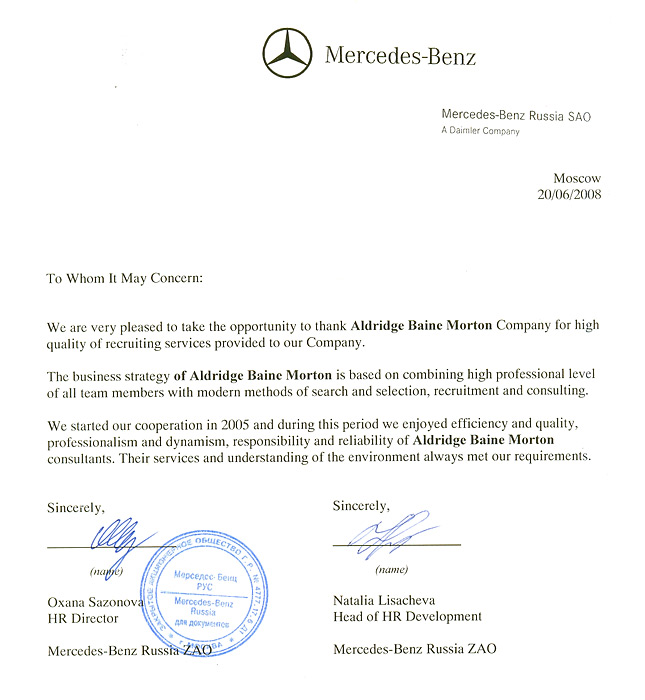 Mercedes-Benz
Mercedes-Benz Russia SAO
A Daimler Company
Moscow
20/06/2008
To Whom It May Concern:
We are very pleased to take the opportunity to thank Aldridge Baine Morton Company for high
quality of recruiting services provided to our Company.
The business strategy of Aldridge Baine Morton is based on combining high professional level
of all team members with modern methods of search and selection, recruitment and consulting.
We started our cooperation in 2005 and during this period we enjoyed efficiency and quality,
professionalism and dynamism, responsibility and reliability of Aldridge Baine Morton
consultants. Their services and understanding of the environment always met our requirements.
Sincerely,
(name)
Oxana Sazonova
HR Director
Mercedes-Benz Russia ZAO
Sincerely,
(name)
Natalia Lisacheva
Head of HR Development
Mercedes-Benz Russia ZAO
ЗАКРЫТОЕ АКЦИОНЕРНОЕ ОБЩЕСТВО
Мерседес-Бенц
РУС
Mercedes-Benz
Russia
для документов
г. МОСКВА